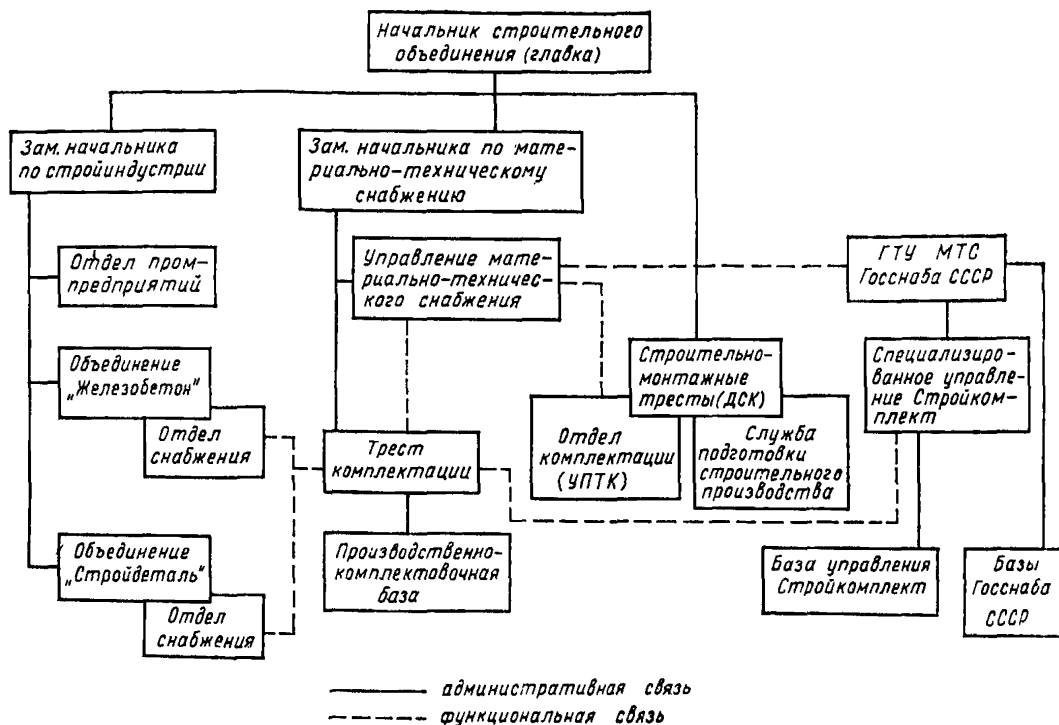 Начальник строительного
объединения (главка)
Зам. начальника
по стройиндустрии
Зам. начальника по мате-
риально-техническому
снабжению
Отдел пром-
предприятий
Управление мате-
риально-техничес-
кого снабжения
ГТУ МТС
Госснаба СССР
Объединение
„Железобетон"
Отдел
снабжения
Строительно-
монтажные
тресты (ДСК)
Специализиро-
ванное управле-
ние Стройком-
плект
Трест
комплектации
Отдел
комплектации
(УПТК)
Служба
подготовки
строительного
производства
Объединение
„Стройдеталь"
Отдел
снабжения
Производственно-
комплектовочная
база
База управления
Стройкомплект
Базы
Госснаба
СССР
административная связь
функциональная связь